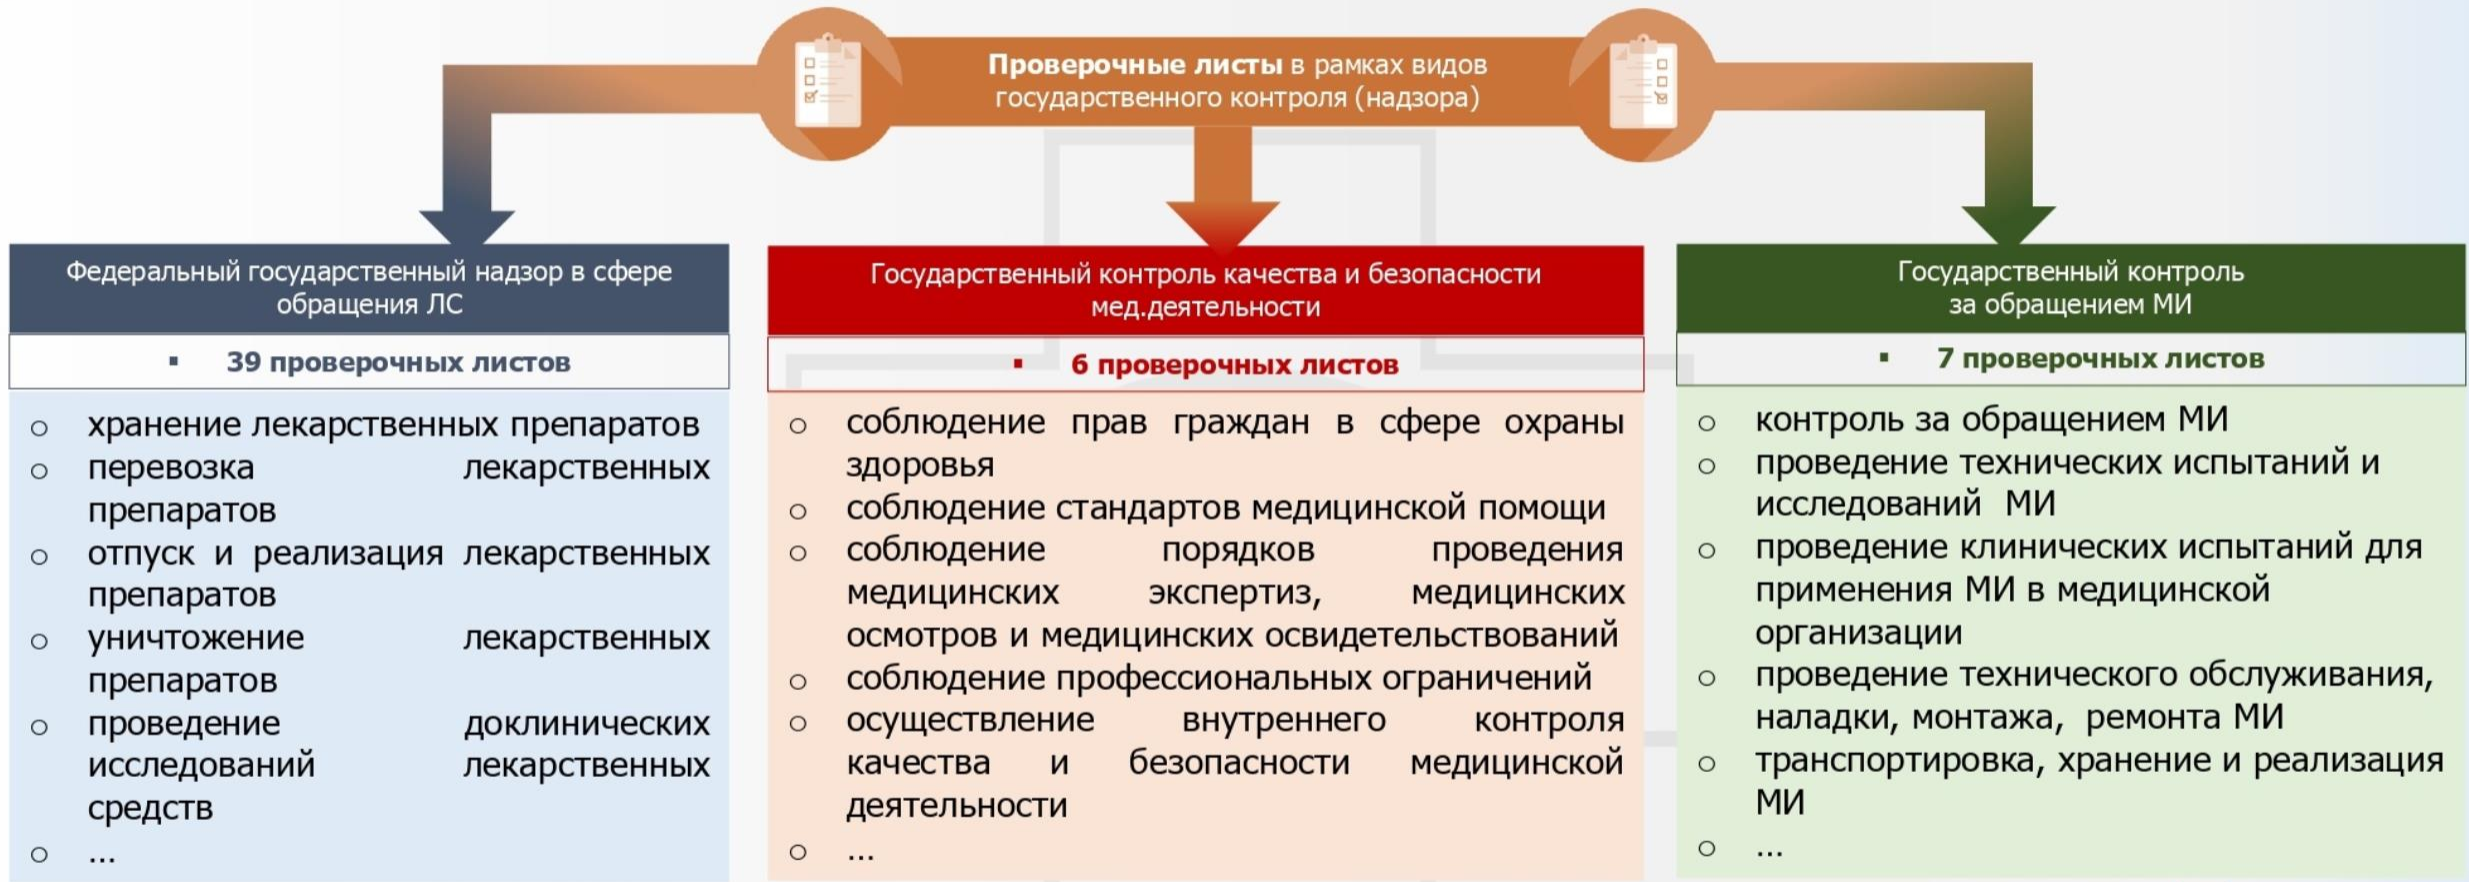 Проверочные листы в рамках видов
государственного контроля (надзора)
Федеральный государственный надзор в сфере
обращения ЛС
▪ 39 проверочных листов
o хранение лекарственных препаратов
o перевозка лекарственных
препаратов
o отпуск и реализация лекарственных
препаратов
o уничтожение лекарственных
препаратов
o проведение доклинических
исследований лекарственных
средств
o ...
Государственный контроль качества и безопасности
мед.деятельности
▪ 6 проверочных листов
o соблюдение прав граждан в сфере охраны
здоровья
o соблюдение стандартов медицинской помощи
o соблюдение порядков проведения
медицинских экспертиз, медицинских
осмотров и медицинских освидетельствований
o соблюдение профессиональных ограничений
o осуществление внутреннего контроля
качества и безопасности медицинской
деятельности
o ...
Государственный контроль
за обращением МИ
▪ 7 проверочных листов
o контроль за обращением МИ
o проведение технических испытаний и
исследований МИ
o проведение клинических испытаний для
применения МИ в медицинской
организации
o проведение технического обслуживания,
наладки, монтажа, ремонта МИ
o транспортировка, хранение и реализация
МИ
o ...